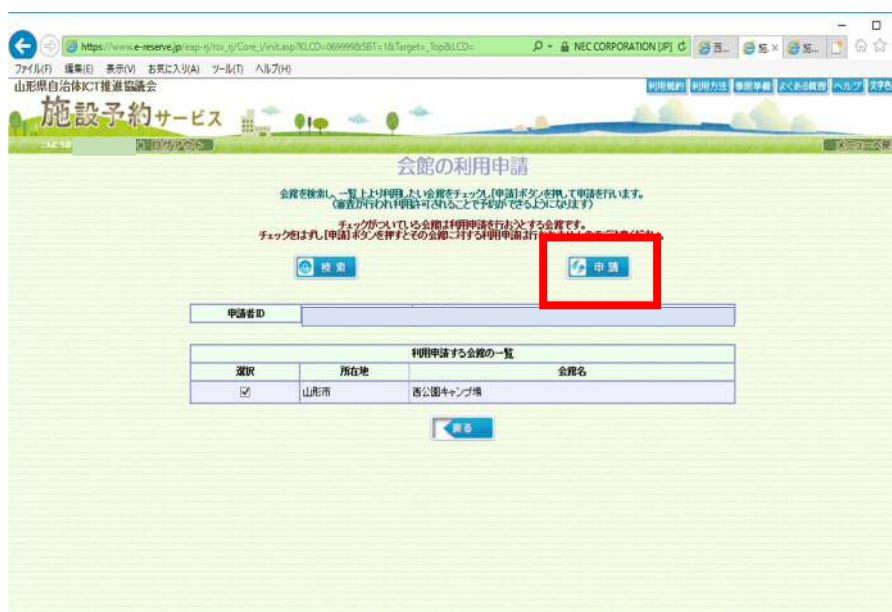 https://www.e-reserve.jp/eap-rj/rsv_rj/Core_i/init.asp?KLCD=069999&SBT=1&Target=_Top&LCD=
NEC CORPORATION [JP]
ファイル(F) 編集(E) 表示(V) お気に入り(A) ツール(T) ヘルプ(H)
山形県自治体ICT推進協議会
利用規約 利用方法 事前準備 よくある質問 ヘルプ 文字色
施設予約サービス
ログアウト
会館の利用申請
会館を検索し、一覧上より利用したい会館をチェックし[申請]ボタンを押して申請を行います。
(審査が行われ利用許可されることで予約ができるようになります)
チェックがついている会館は利用申請を行おうとする会館です。
チェックをはずし[申請]ボタンを押すとその会館に対する利用申請は行
検索
申請
申請者ID
利用申請する会館の一覧
選択 所在地 会館名
山形市 西公園キャンプ場
戻る